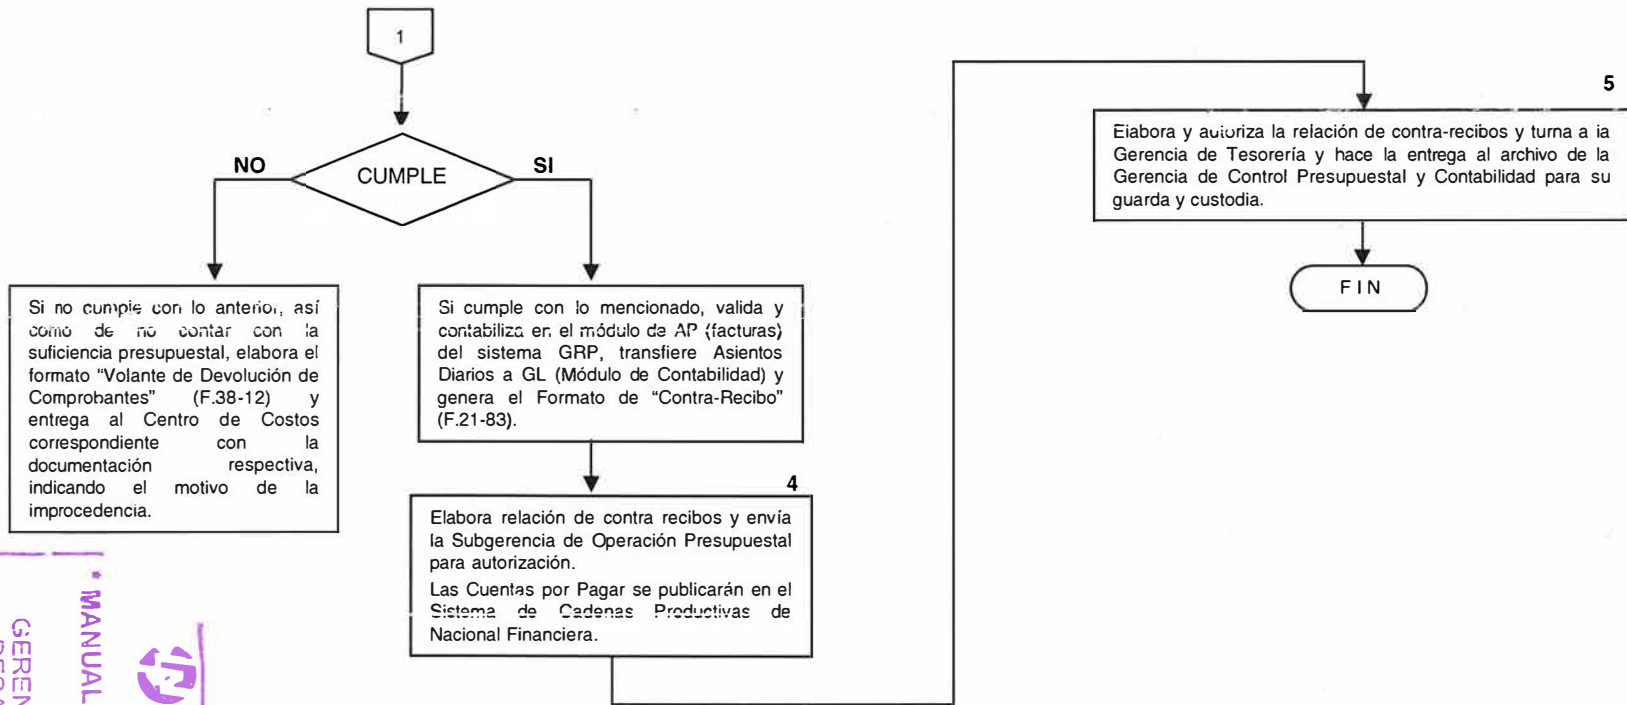 1
CUMPLE
NO
SI
Si no cumple con lo anterior, así
como de no contar con la
suficiencia presupuestal, elabora el
formato "Volante de Devolución de
Comprobantes" (F.38-12) y
entrega al Centro de Costos
correspondiente con la
documentación respectiva,
indicando el motivo de la
improcedencia.
Si cumple con lo mencionado, valida y
contabiliza en el módulo de AP (facturas)
del sistema GRP, transfiere Asientos
Diarios a GL (Módulo de Contabilidad) y
genera el Formato de "Contra-Recibo"
(F.21-83).
4
Elabora relación de contra recibos y envía
la Subgerencia de Operación Presupuestal
para autorización.
Las Cuentas por Pagar se publicarán en el
Sistema de Cadenas Productivas de
Nacional Financiera.
5
Elabora y autoriza la relación de contra-recibos y turna a la
Gerencia de Tesorería y hace la entrega al archivo de la
Gerencia de Control Presupuestal y Contabilidad para su
guarda y custodia.
FIN
MANUAL
GEREN